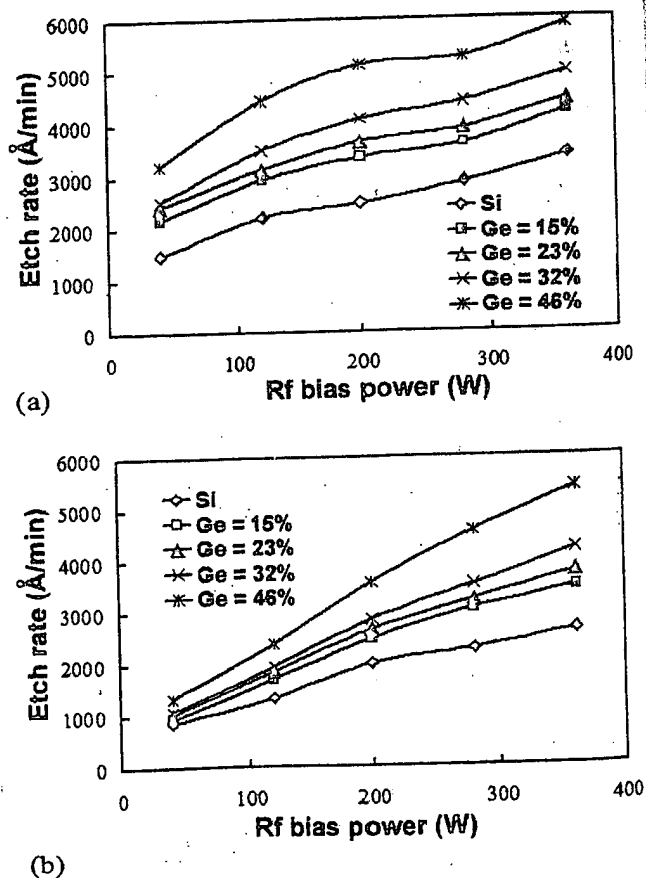 6000
5000
4000
3000
2000
1000
0
Etch rate (Å/min)
Si
Ge = 15%
Ge = 23%
Ge = 32%
Ge = 46%
0 100 200 300 400
Rf bias power (W)
(a)
6000
5000
4000
3000
2000
1000
0
Etch rate (Å/min)
Si
Ge = 15%
Ge = 23%
Ge = 32%
Ge = 46%
0 100 200 300 400
Rf bias power (W)
(b)